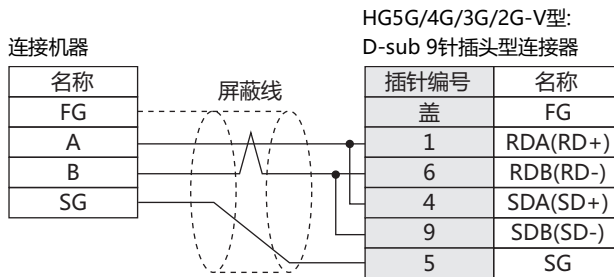 HG5G/4G/3G/2G-V型:
连接机器
D-sub 9针插头型连接器
名称
屏蔽线
插针编号 名称
FG
盖 FG
A
1 RDA(RD+)
B
6 RDB(RD-)
SG
4 SDA(SD+)
9 SDB(SD-)
5 SG